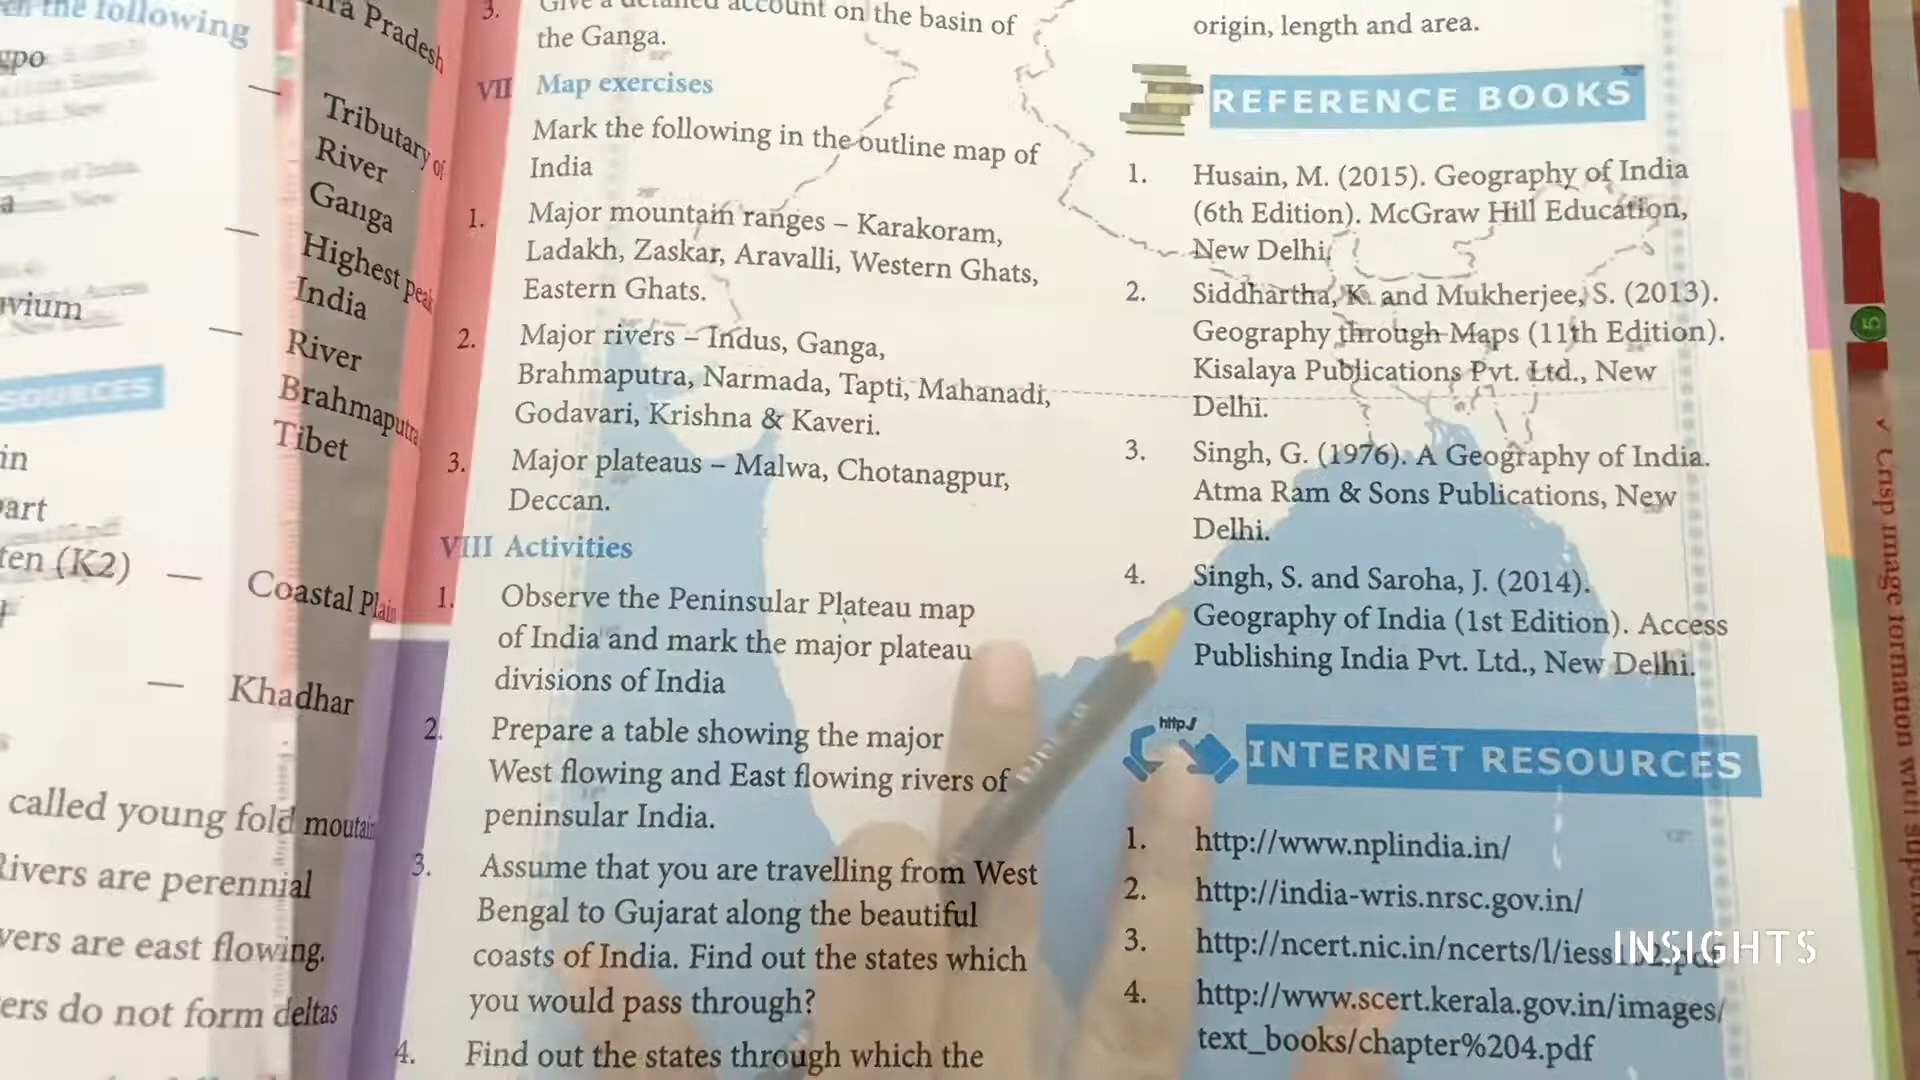 the following
Pradesh
Tributary of
River
Ganga
Highest peak
India
River
Brahmaputra
Tibet
in
art
(K2) — Coastal Plain
— Khadhar
called young fold moutain
Rivers are perennial
are east flowing.
do not form deltas
3. Give a detailed account on the basin of
the Ganga.
VII Map exercises
Mark the following in the outline map of
India
1. Major mountain ranges – Karakoram,
Ladakh, Zaskar, Aravalli, Western Ghats,
Eastern Ghats.
2. Major rivers – Indus, Ganga,
Brahmaputra, Narmada, Tapti, Mahanadi,
Godavari, Krishna & Kaveri.
3. Major plateaus – Malwa, Chotanagpur,
Deccan.
VIII Activities
1. Observe the Peninsular Plateau map
of India and mark the major plateau
divisions of India
2. Prepare a table showing the major
West flowing and East flowing rivers of
peninsular India.
3. Assume that you are travelling from West
Bengal to Gujarat along the beautiful
coasts of India. Find out the states which
you would pass through?
4. Find out the states through which the
origin, length and area.
REFERENCE BOOKS
1. Husain, M. (2015). Geography of India
(6th Edition). McGraw Hill Education,
New Delhi.
2. Siddhartha, K. and Mukherjee, S. (2013).
Geography through Maps (11th Edition).
Kisalaya Publications Pvt. Ltd., New
Delhi.
3. Singh, G. (1976). A Geography of India.
Atma Ram & Sons Publications, New
Delhi.
4. Singh, S. and Saroha, J. (2014).
Geography of India (1st Edition). Access
Publishing India Pvt. Ltd., New Delhi.
http://
INTERNET RESOURCES
1. http://www.nplindia.in/
2. http://india-wris.nrsc.gov.in/
3. http://ncert.nic.in/ncerts/l/iess102.pdf
4. http://www.scert.kerala.gov.in/images/
text_books/chapter%204.pdf
INSIGHTS
5
✓ Crisp image formation with